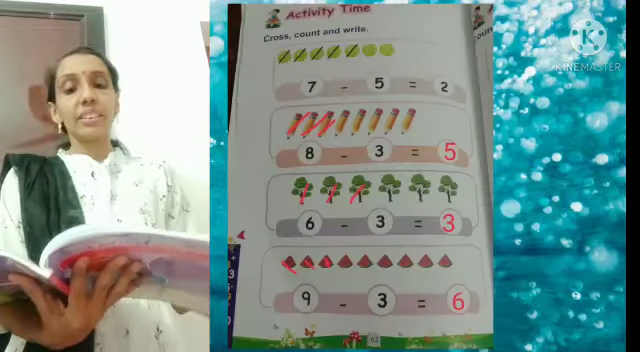 Activity Time
Cross, count and write.
7 - 5 = 2
8 - 3 = 5
6 - 3 = 3
9 - 3 = 6
KINEMASTER